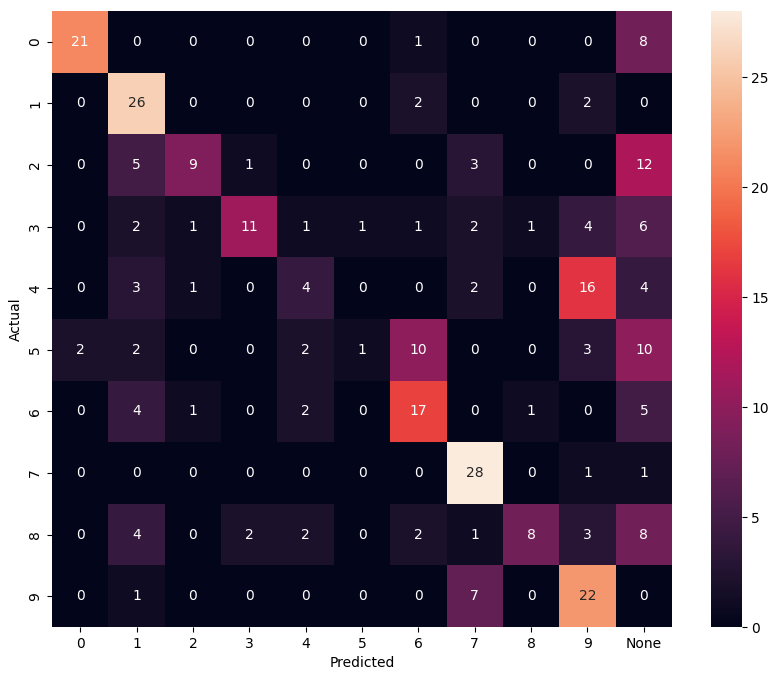 0 21 0 0 0 0 0 1 0 0 0 8
1 0 26 0 0 0 0 2 0 0 2 0
2 0 5 9 1 0 0 0 3 0 0 12
3 0 2 1 11 1 1 1 2 1 4 6
4 0 3 1 0 4 0 0 2 0 16 4
5 2 2 0 0 2 1 10 0 0 3 10
6 0 4 1 0 2 0 17 0 1 0 5
7 0 0 0 0 0 0 0 28 0 1 1
8 0 4 0 2 2 0 2 1 8 3 8
9 0 1 0 0 0 0 0 7 0 22 0
0 1 2 3 4 5 6 7 8 9 None
Predicted
Actual
25
20
15
10
5
0